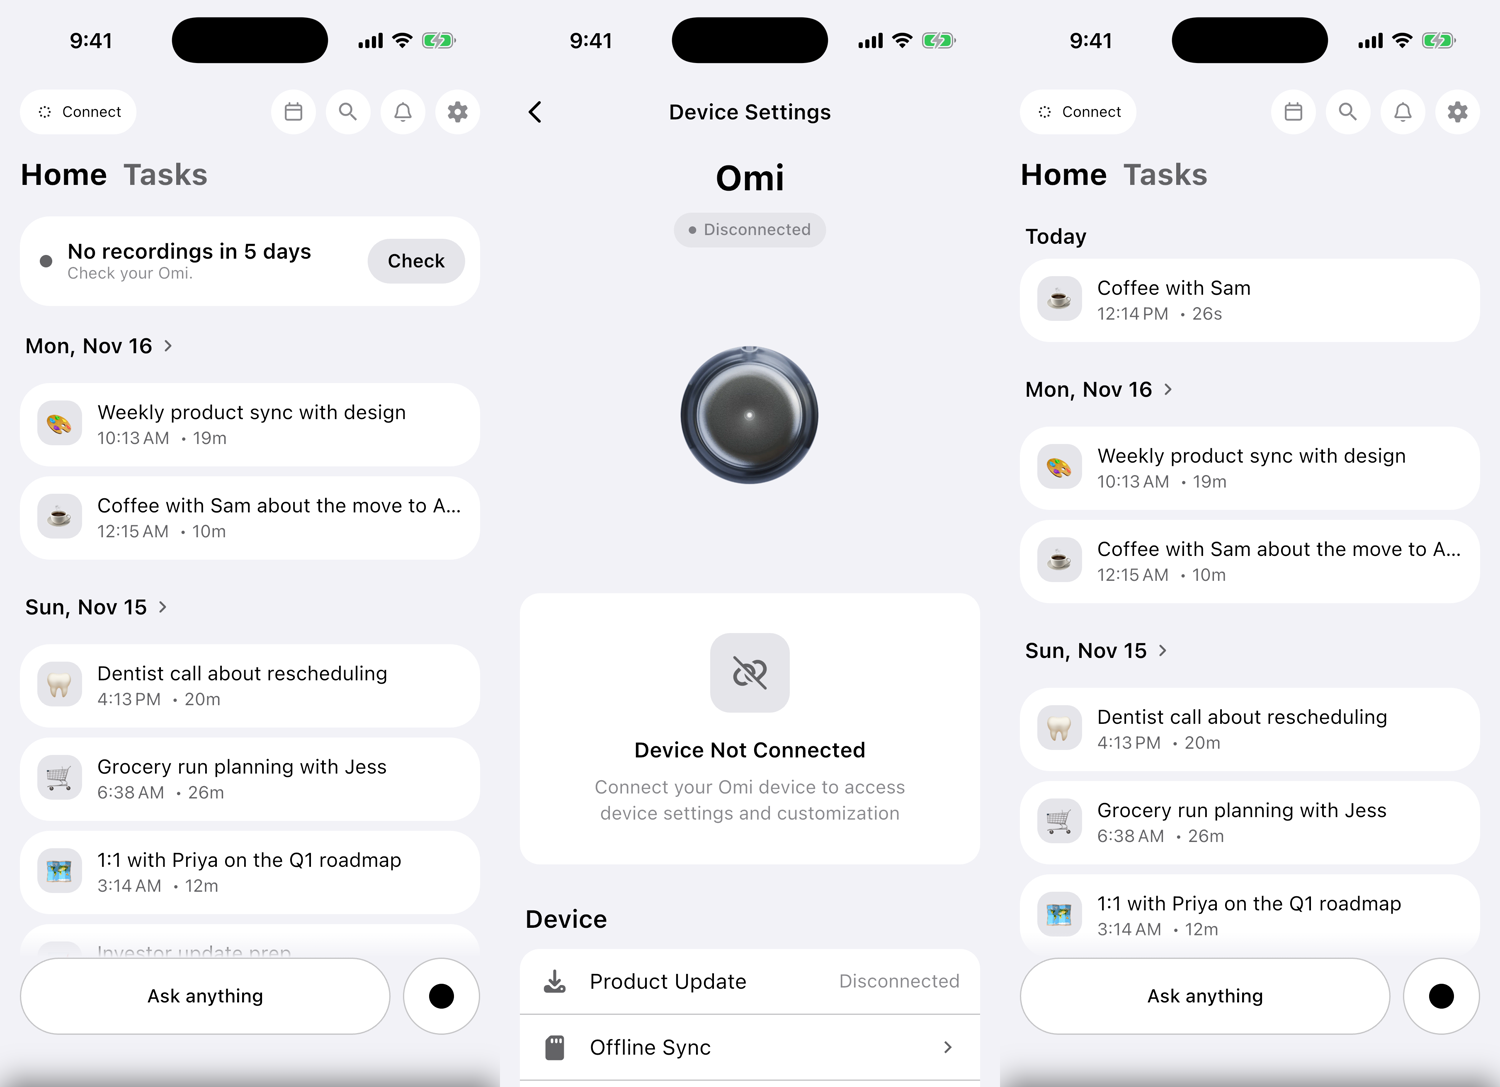 9:41
Connect
Home Tasks
No recordings in 5 days
Check your Omi.
Check
Mon, Nov 16
Weekly product sync with design
10:13 AM • 19m
Coffee with Sam about the move to A...
12:15 AM • 10m
Sun, Nov 15
Dentist call about rescheduling
4:13 PM • 20m
Grocery run planning with Jess
6:38 AM • 26m
1:1 with Priya on the Q1 roadmap
3:14 AM • 12m
Investor update prep
Ask anything
9:41
Device Settings
Omi
• Disconnected
Device Not Connected
Connect your Omi device to access
device settings and customization
Device
Product Update Disconnected
Offline Sync
9:41
Connect
Home Tasks
Today
Coffee with Sam
12:14 PM • 26s
Mon, Nov 16
Weekly product sync with design
10:13 AM • 19m
Coffee with Sam about the move to A...
12:15 AM • 10m
Sun, Nov 15
Dentist call about rescheduling
4:13 PM • 20m
Grocery run planning with Jess
6:38 AM • 26m
1:1 with Priya on the Q1 roadmap
3:14 AM • 12m
Ask anything